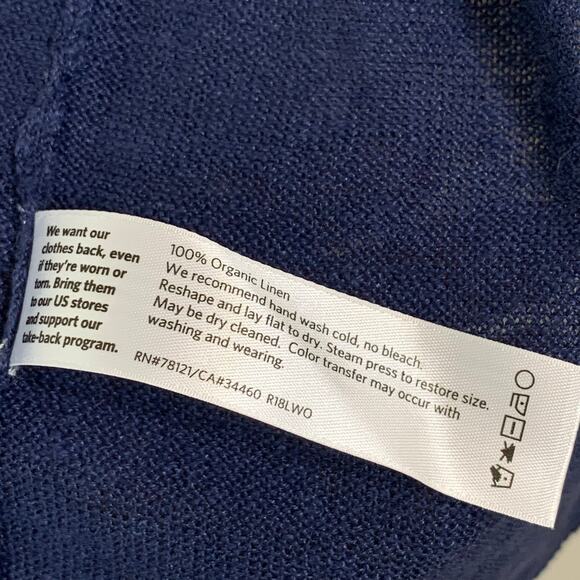 We want our
clothes back, even
if they're worn or
torn. Bring them
to our US stores
and support our
take-back program.
100% Organic Linen
We recommend hand wash cold, no bleach.
Reshape and lay flat to dry. Steam press to restore size.
May be dry cleaned. Color transfer may occur with
washing and wearing.
RN#78121/CA#34460 R18LWO